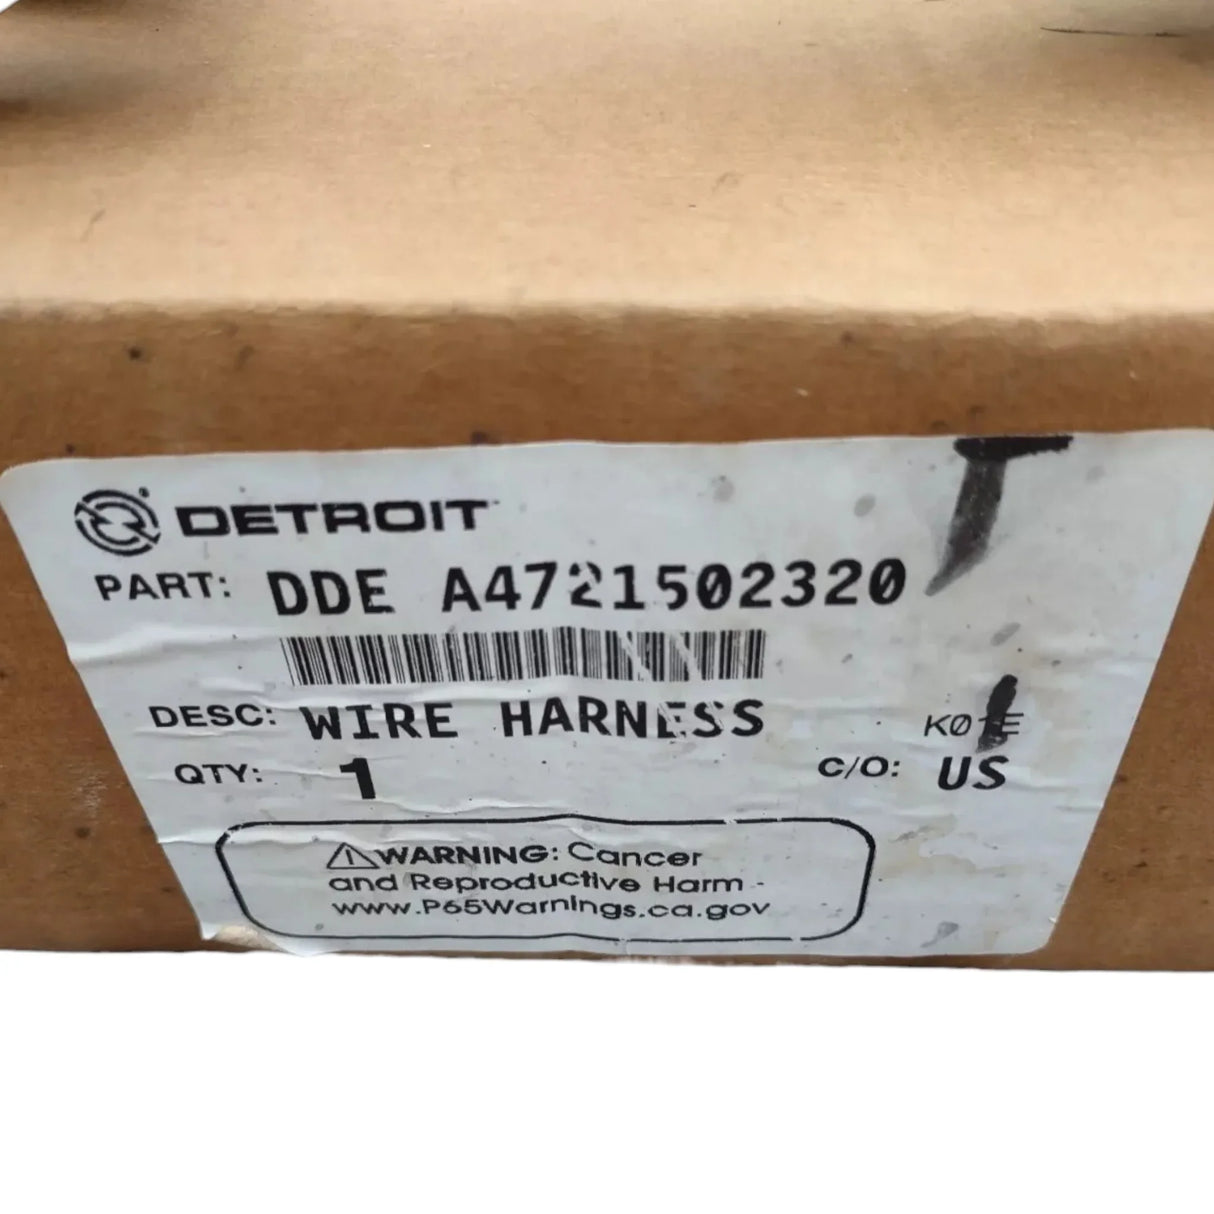 DETROIT
PART: DDE A4721502320
DESC: WIRE HARNESS
QTY: 1
C/O: US
⚠WARNING: Cancer
and Reproductive Harm -
www.P65Warnings.ca.gov